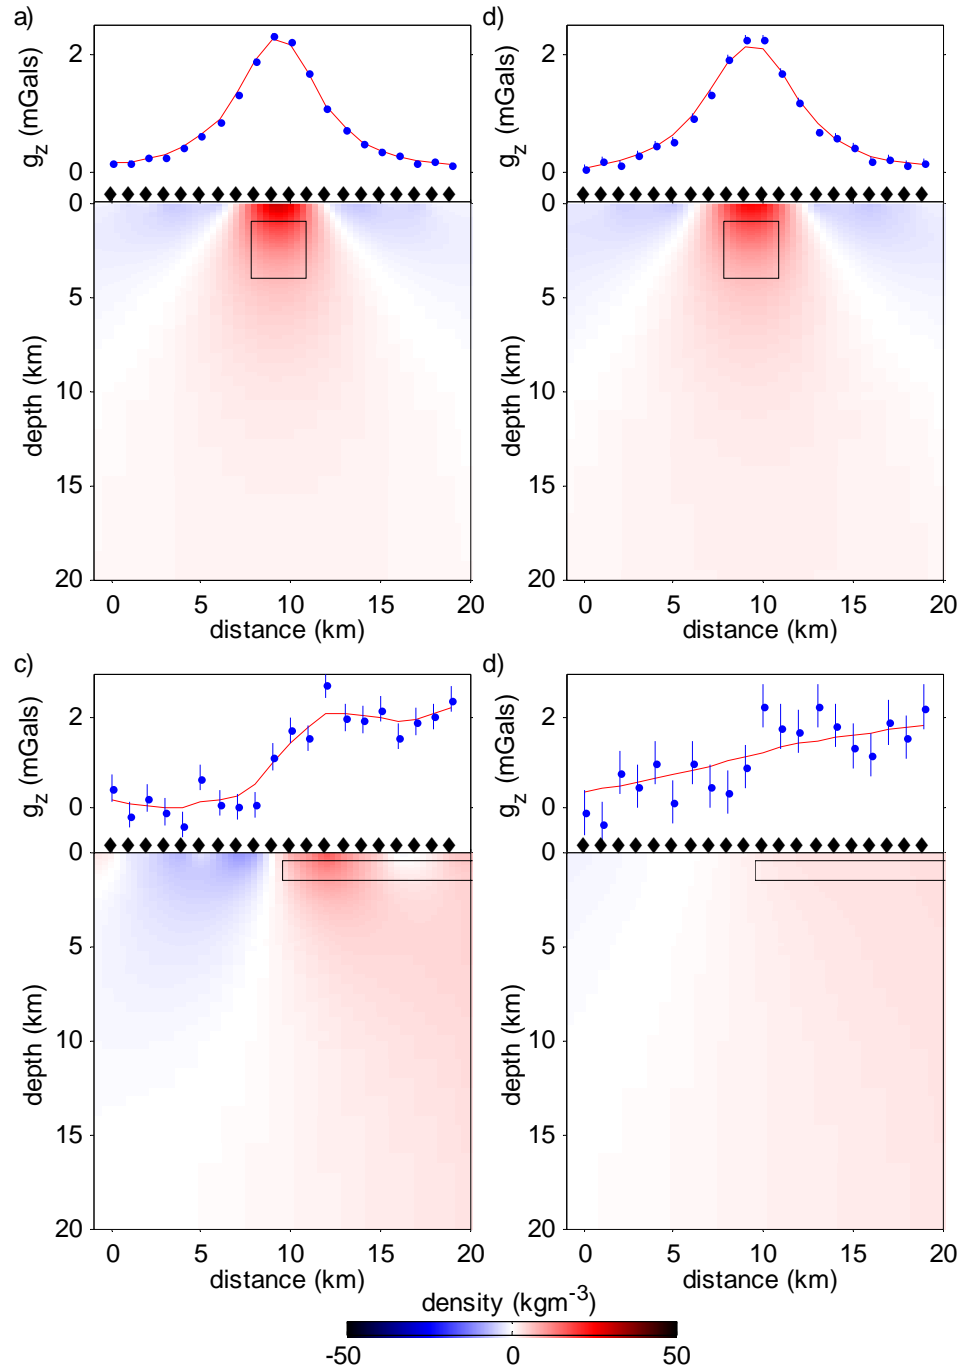 a) d)
2 2
g_z (mGals) g_z (mGals)
0 0
0 0
5 5
depth (km) depth (km)
10 10
15 15
20 20
0 5 10 15 20 0 5 10 15 20
distance (km) distance (km)
c) d)
2 2
g_z (mGals) g_z (mGals)
0 0
0 0
5 5
depth (km) depth (km)
10 10
15 15
20 20
0 5 10 15 20 0 5 10 15 20
distance (km) distance (km)
density (kgm⁻³)
-50 0 50